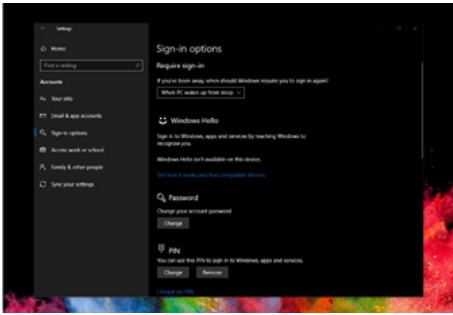 Settings
Home
Find a setting
Accounts
Your info
Email & app accounts
Sign-in options
Access work or school
Family & other people
Sync your settings
Sign-in options
Require sign-in
If you've been away, when should Windows require you to sign in again?
When PC wakes up from sleep
Windows Hello
Sign in to Windows, apps and services by teaching Windows to
recognise you.
Windows Hello isn't available on this device.
See how it works and find compatible devices.
Password
Change your account password
Change
PIN
You can use this PIN to sign in to Windows, apps and services.
Change Remove
I forgot my PIN